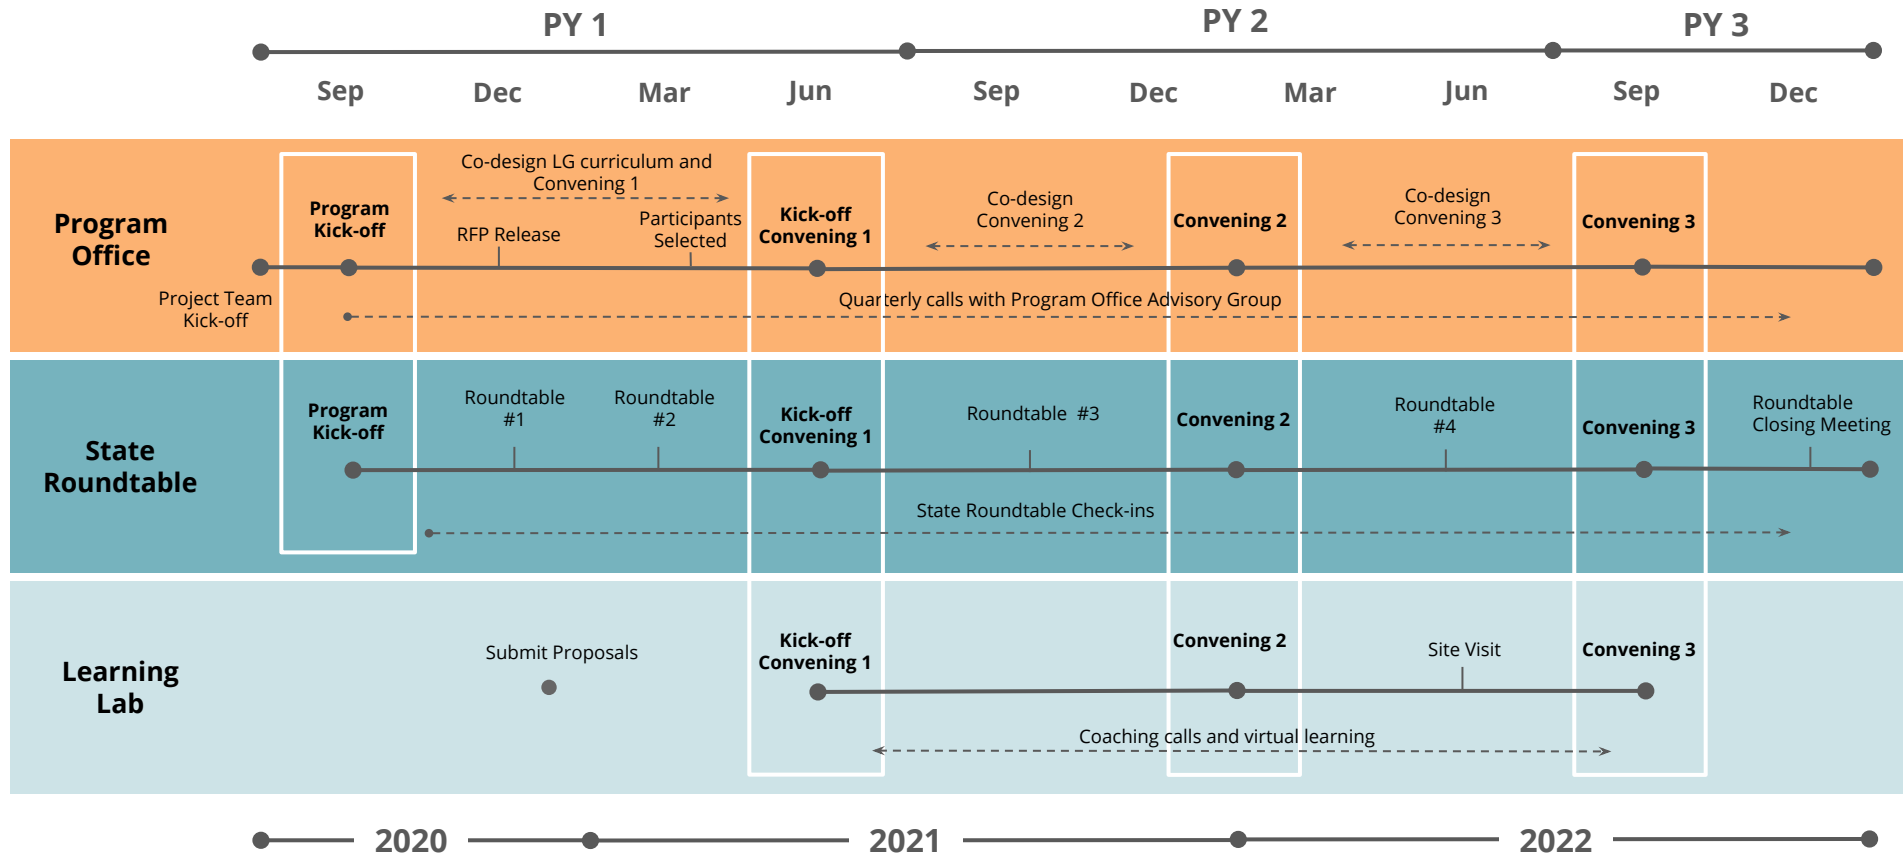 PY 1
PY 2
PY 3
Sep
Dec
Mar
Jun
Sep
Dec
Mar
Jun
Sep
Dec
Program
Office
Program
Kick-off
Co-design LG curriculum and
Convening 1
RFP Release
Participants
Selected
Kick-off
Convening 1
Co-design
Convening 2
Convening 2
Co-design
Convening 3
Convening 3
Project Team
Kick-off
Quarterly calls with Program Office Advisory Group
State
Roundtable
Program
Kick-off
Roundtable
#1
Roundtable
#2
Kick-off
Convening 1
Roundtable #3
Convening 2
Roundtable
#4
Convening 3
Roundtable
Closing Meeting
State Roundtable Check-ins
Learning
Lab
Submit Proposals
Kick-off
Convening 1
Convening 2
Site Visit
Convening 3
Coaching calls and virtual learning
2020
2021
2022